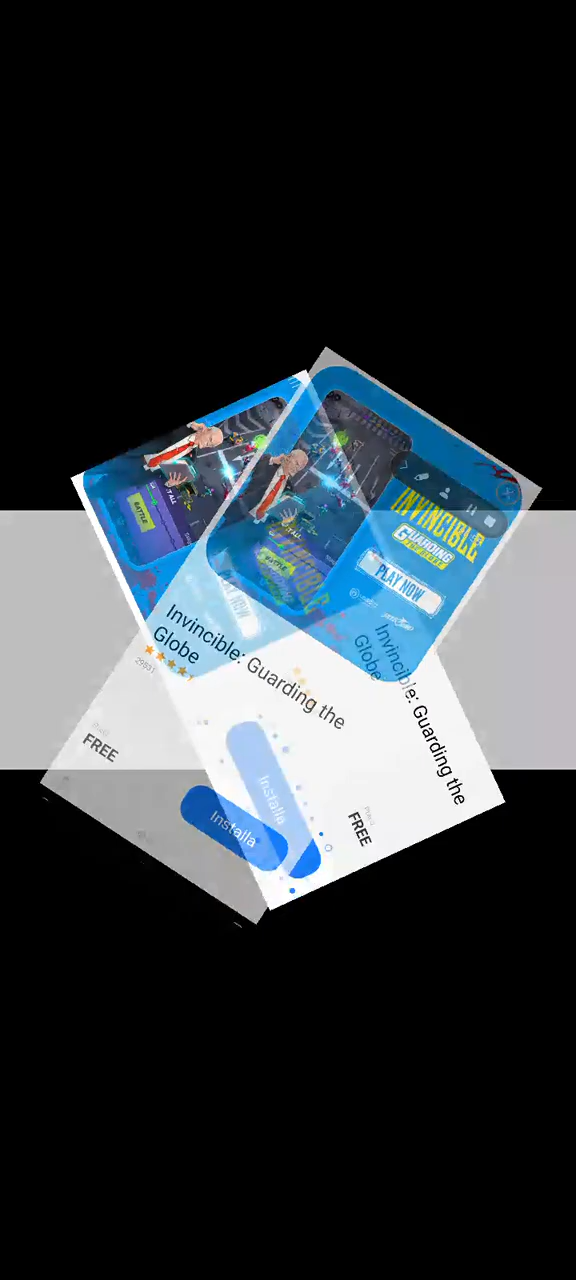 INVINCIBLE
GUARDING
THE GLOBE
PLAY NOW
BATTLE
Invincible: Guarding the
Globe
FREE
Installa
Invincible: Guarding the
Globe
FREE
Installa